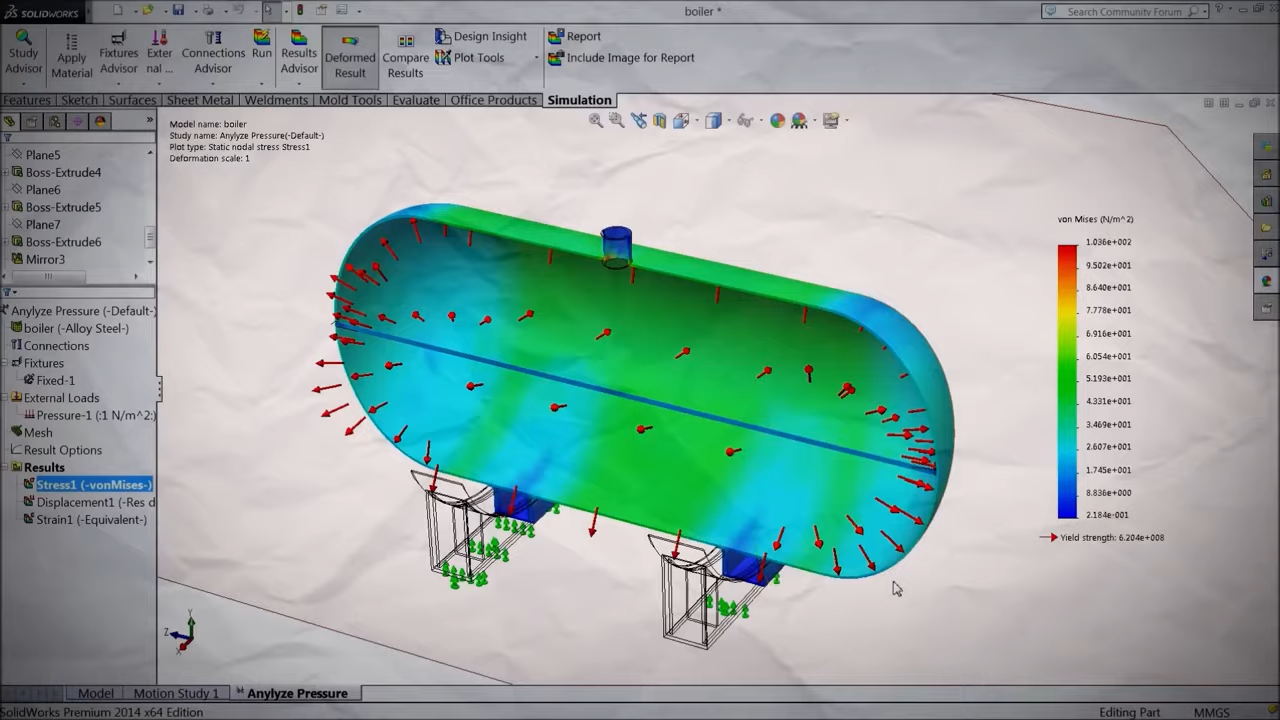 SOLIDWORKS
boiler *
Search Community Forum
Study Advisor
Apply Material
Fixtures Advisor
Exter nal ...
Connections Advisor
Run
Results Advisor
Deformed Result
Compare Results
Design Insight
Plot Tools
Report
Include Image for Report
Features
Sketch
Surfaces
Sheet Metal
Weldments
Mold Tools
Evaluate
Office Products
Simulation
Model name: boiler
Study name: Anylyze Pressure(-Default-)
Plot type: Static nodal stress Stress1
Deformation scale: 1
Plane5
Boss-Extrude4
Plane6
Boss-Extrude5
Plane7
Boss-Extrude6
Mirror3
Anylyze Pressure (-Default-)
boiler (-Alloy Steel-)
Connections
Fixtures
Fixed-1
External Loads
Pressure-1 (:1 N/m^2:)
Mesh
Result Options
Results
Stress1 (-vonMises-)
Displacement1 (-Res d
Strain1 (-Equivalent-)
von Mises (N/m^2)
1.036e+002
9.502e+001
8.640e+001
7.778e+001
6.916e+001
6.054e+001
5.193e+001
4.331e+001
3.469e+001
2.607e+001
1.745e+001
8.836e+000
2.184e-001
Yield strength: 6.204e+008
Y
Z
X
Model
Motion Study 1
Anylyze Pressure
SolidWorks Premium 2014 x64 Edition
Editing Part
MMGS